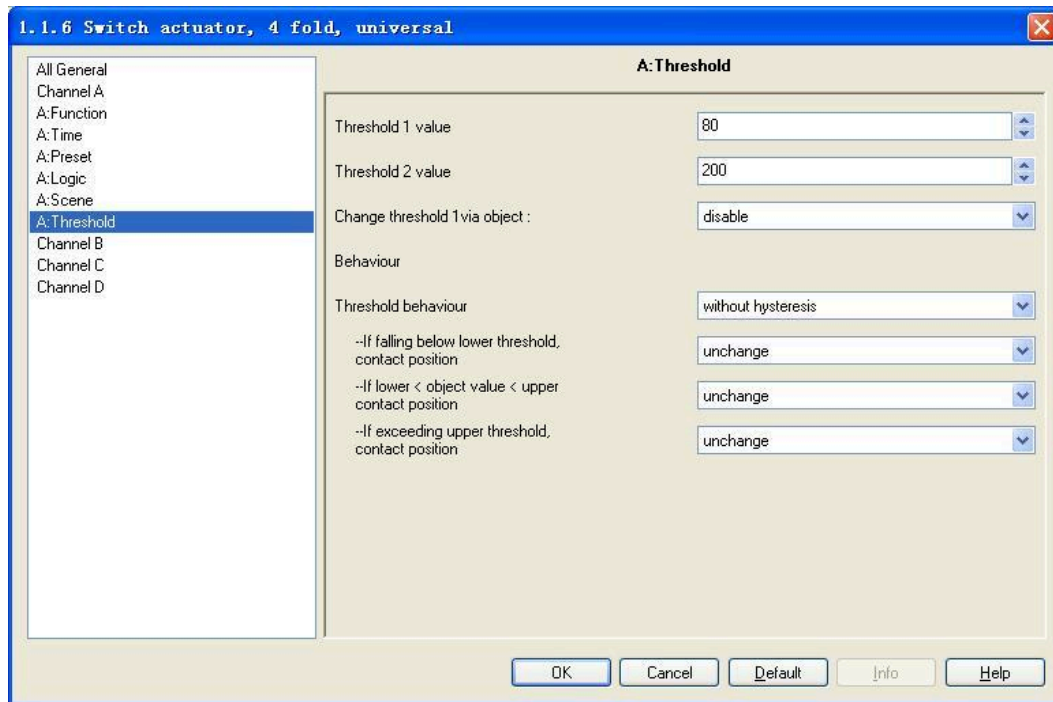 1.1.6 Switch actuator, 4 fold, universal
All General
Channel A
A:Function
A:Time
A:Preset
A:Logic
A:Scene
A:Threshold
Channel B
Channel C
Channel D
A:Threshold
Threshold 1 value
80
Threshold 2 value
200
Change threshold 1via object :
disable
Behaviour
Threshold behaviour
without hysteresis
--If falling below lower threshold,
contact position
unchange
--If lower < object value < upper
contact position
unchange
--If exceeding upper threshold,
contact position
unchange
OK
Cancel
Default
Info
Help